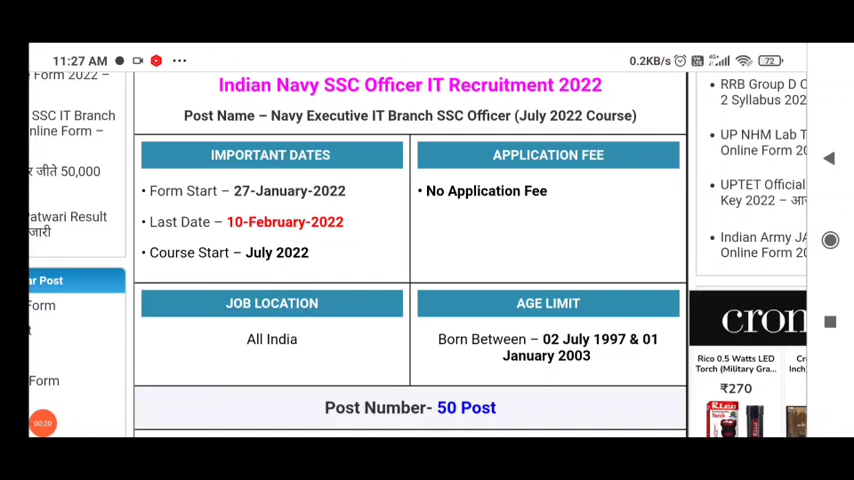 11:27 AM
0.2KB/s
72
Form 2022 –
SSC IT Branch
nline Form –
र जीते 50,000
atwari Result
जारी
ar Post
Form
t
Form
00:20
Indian Navy SSC Officer IT Recruitment 2022
Post Name – Navy Executive IT Branch SSC Officer (July 2022 Course)
IMPORTANT DATES
• Form Start – 27-January-2022
• Last Date – 10-February-2022
• Course Start – July 2022
APPLICATION FEE
• No Application Fee
JOB LOCATION
All India
AGE LIMIT
Born Between – 02 July 1997 & 01
January 2003
Post Number- 50 Post
• RRB Group D C
2 Syllabus 202
• UP NHM Lab T
Online Form 20
• UPTET Official
Key 2022 – आ
• Indian Army JA
Online Form 20
crom
Rico 0.5 Watts LED
Torch (Military Gra...
₹270
Cr
Inch)